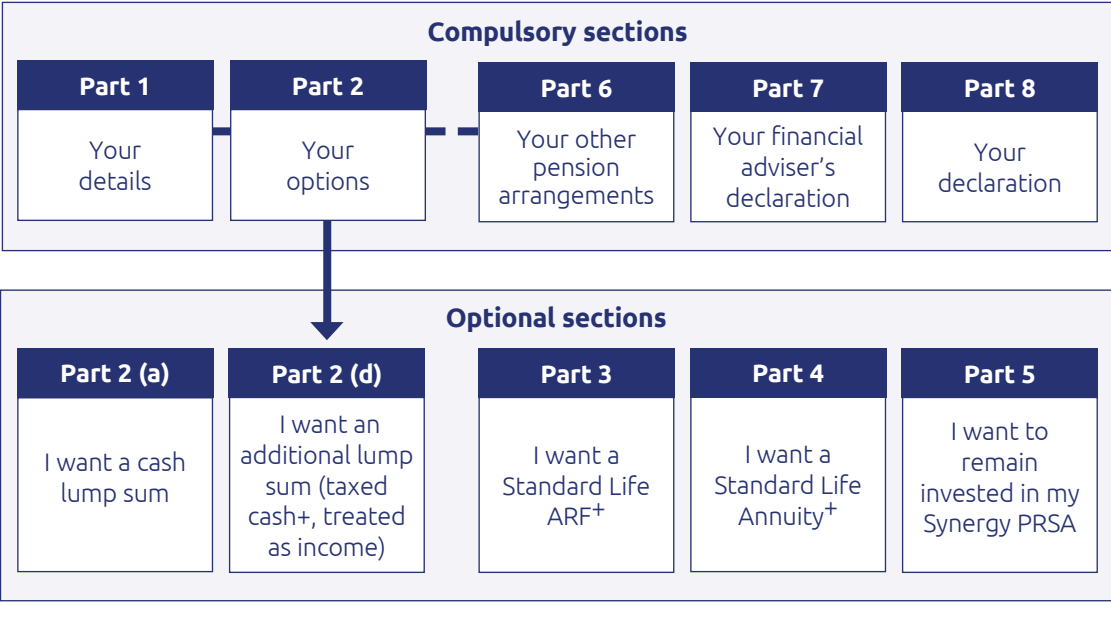 Compulsory sections
Part 1
Your
details
Part 2
Your
options
Part 6
Your other
pension
arrangements
Part 7
Your financial
adviser’s
declaration
Part 8
Your
declaration
Optional sections
Part 2 (a)
I want a cash
lump sum
Part 2 (d)
I want an
additional lump
sum (taxed
cash+, treated
as income)
Part 3
I want a
Standard Life
ARF+
Part 4
I want a
Standard Life
Annuity+
Part 5
I want to
remain
invested in my
Synergy PRSA